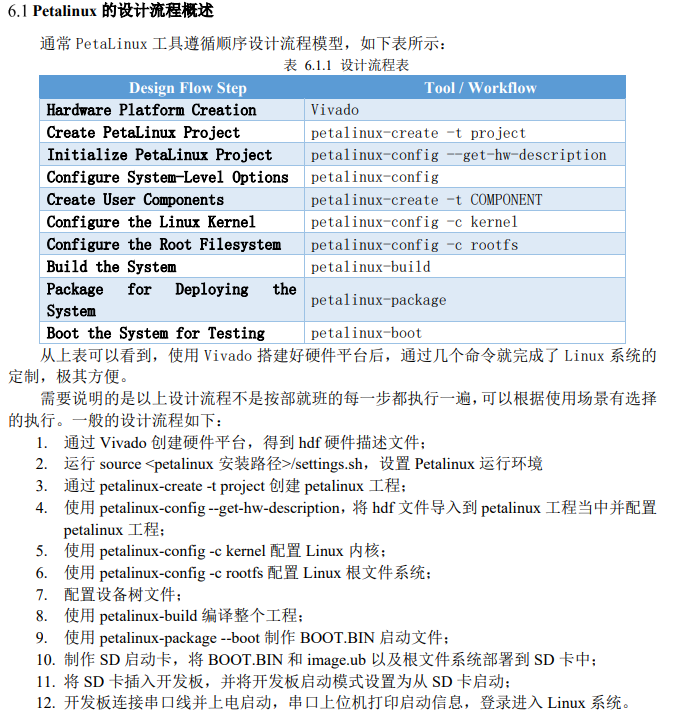 6.1 Petalinux 的设计流程概述
通常 PetaLinux 工具遵循顺序设计流程模型，如下表所示：
表 6.1.1 设计流程表
Design Flow Step Tool / Workflow
Hardware Platform Creation Vivado
Create PetaLinux Project petalinux-create -t project
Initialize PetaLinux Project petalinux-config --get-hw-description
Configure System-Level Options petalinux-config
Create User Components petalinux-create -t COMPONENT
Configure the Linux Kernel petalinux-config -c kernel
Configure the Root Filesystem petalinux-config -c rootfs
Build the System petalinux-build
Package for Deploying the
System petalinux-package
Boot the System for Testing petalinux-boot
从上表可以看到，使用 Vivado 搭建好硬件平台后，通过几个命令就完成了 Linux 系统的
定制，极其方便。
需要说明的是以上设计流程不是按部就班的每一步都执行一遍，可以根据使用场景有选择
的执行。一般的设计流程如下：
1. 通过 Vivado 创建硬件平台，得到 hdf 硬件描述文件；
2. 运行 source <petalinux 安装路径>/settings.sh，设置 Petalinux 运行环境
3. 通过 petalinux-create -t project 创建 petalinux 工程；
4. 使用 petalinux-config --get-hw-description，将 hdf 文件导入到 petalinux 工程当中并配置
petalinux 工程；
5. 使用 petalinux-config -c kernel 配置 Linux 内核；
6. 使用 petalinux-config -c rootfs 配置 Linux 根文件系统；
7. 配置设备树文件；
8. 使用 petalinux-build 编译整个工程；
9. 使用 petalinux-package --boot 制作 BOOT.BIN 启动文件；
10. 制作 SD 启动卡，将 BOOT.BIN 和 image.ub 以及根文件系统部署到 SD 卡中；
11. 将 SD 卡插入开发板，并将开发板启动模式设置为从 SD 卡启动；
12. 开发板连接串口线并上电启动，串口上位机打印启动信息，登录进入 Linux 系统。